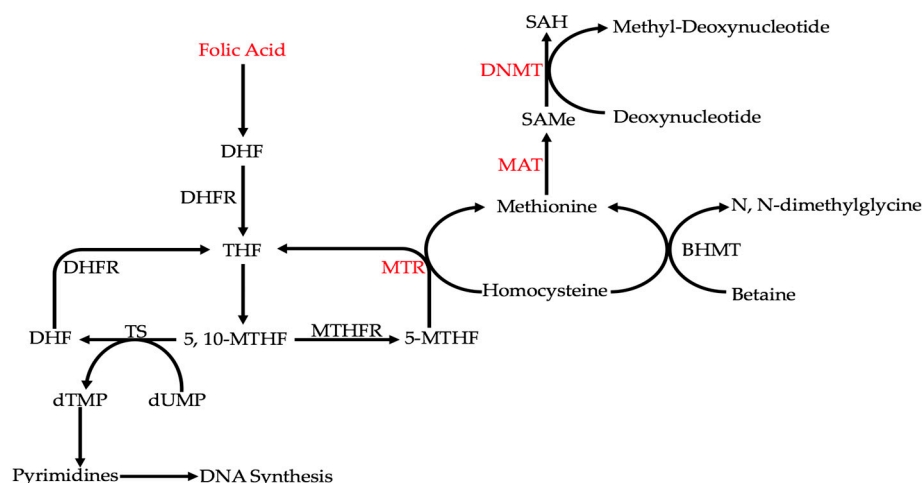 SAH
Methyl-Deoxynucleotide
Folic Acid
DNMT
SAMe
Deoxynucleotide
DHF
MAT
DHFR
Methionine
N, N-dimethylglycine
THF
BHMT
DHFR
MTR
Homocysteine
Betaine
DHF
TS
5, 10-MTHF
MTHFR
5-MTHF
dTMP
dUMP
Pyrimidines
DNA Synthesis